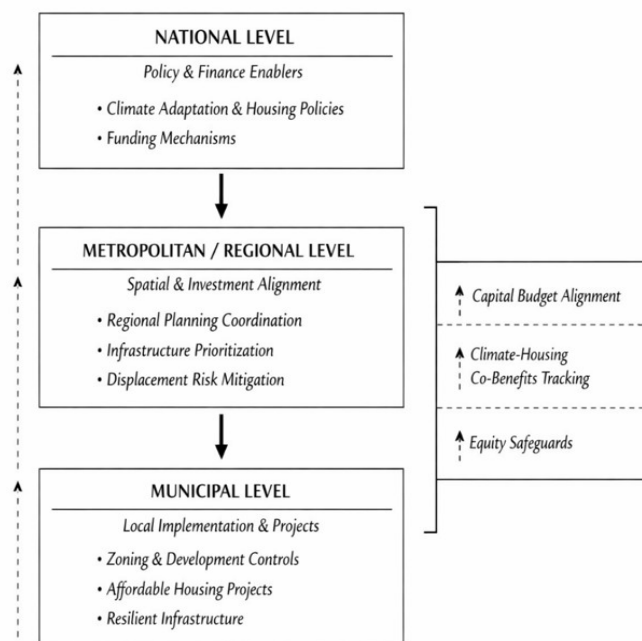 NATIONAL LEVEL
Policy & Finance Enablers
• Climate Adaptation & Housing Policies
• Funding Mechanisms
METROPOLITAN / REGIONAL LEVEL
Spatial & Investment Alignment
• Regional Planning Coordination
• Infrastructure Prioritization
• Displacement Risk Mitigation
Capital Budget Alignment
Climate-Housing
Co-Benefits Tracking
Equity Safeguards
MUNICIPAL LEVEL
Local Implementation & Projects
• Zoning & Development Controls
• Affordable Housing Projects
• Resilient Infrastructure